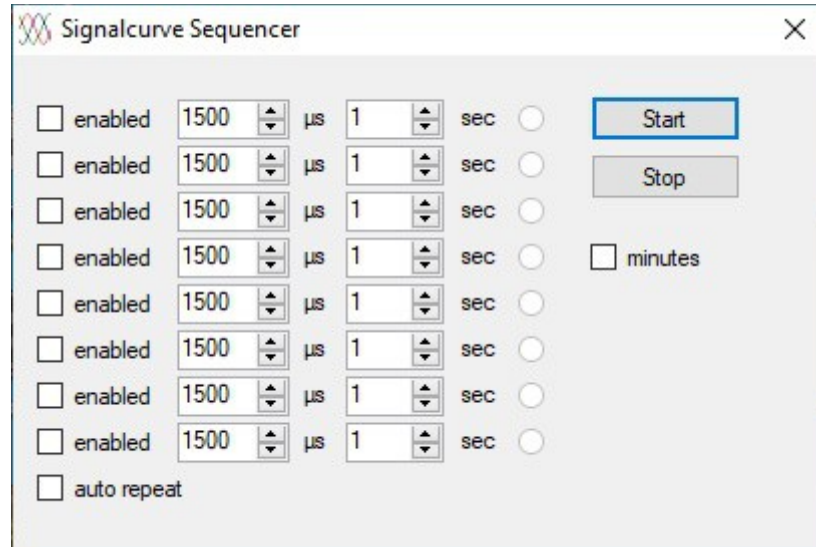 Signalcurve Sequencer
enabled 1500 µs 1 sec Start
enabled 1500 µs 1 sec Stop
enabled 1500 µs 1 sec
enabled 1500 µs 1 sec minutes
enabled 1500 µs 1 sec
enabled 1500 µs 1 sec
enabled 1500 µs 1 sec
enabled 1500 µs 1 sec
auto repeat